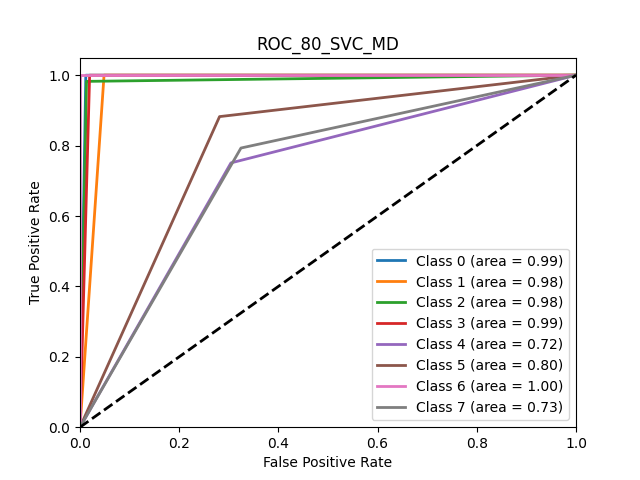 ROC_80_SVC_MD
True Positive Rate
1.0
0.8
0.6
0.4
0.2
0.0
Class 0 (area = 0.99)
Class 1 (area = 0.98)
Class 2 (area = 0.98)
Class 3 (area = 0.99)
Class 4 (area = 0.72)
Class 5 (area = 0.80)
Class 6 (area = 1.00)
Class 7 (area = 0.73)
0.0 0.2 0.4 0.6 0.8 1.0
False Positive Rate